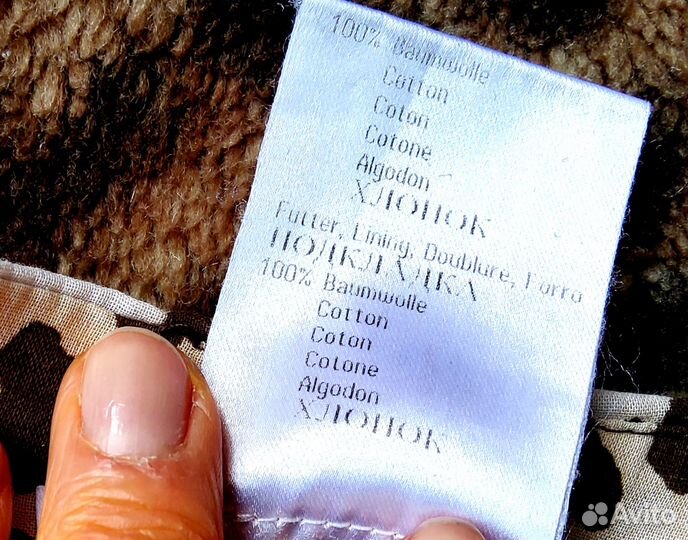 100% Baumwolle
Cotton
Coton
Cotone
Algodon
ХЛОПОК
Futter, Lining, Doublure, Forro
ПОДКЛАДКА
100% Baumwolle
Cotton
Coton
Cotone
Algodon
ХЛОПОК
Avito